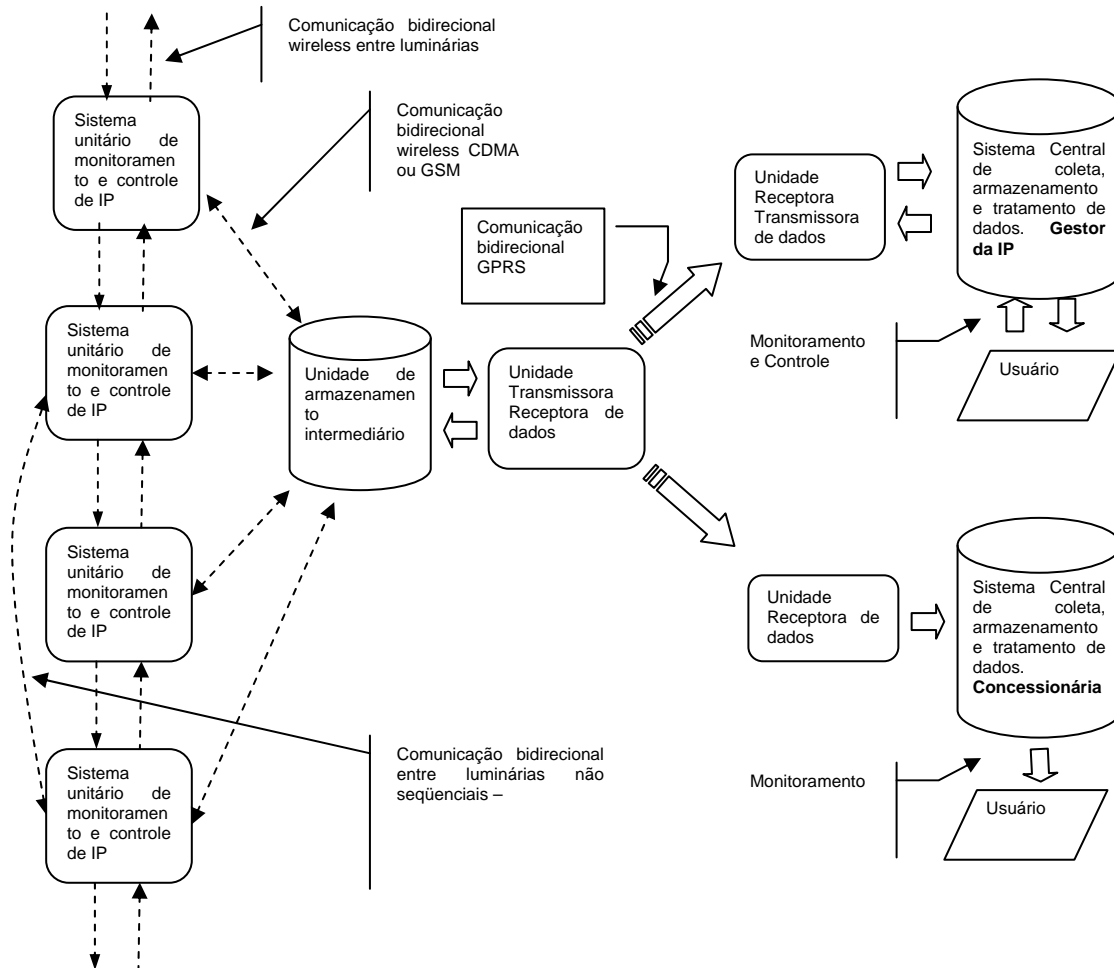 Comunicação bidirecional
wireless entre luminárias
Comunicação
bidirecional
wireless CDMA
ou GSM
Sistema
unitário de
monitoramen
to e controle
de IP
Sistema
unitário de
monitoramen
to e controle
de IP
Sistema
unitário de
monitoramen
to e controle
de IP
Sistema
unitário de
monitoramen
to e controle
de IP
Unidade de
armazenamen
to
intermediário
Unidade
Transmissora
Receptora de
dados
Comunicação
bidirecional
GPRS
Unidade
Receptora
Transmissora
de dados
Sistema Central
de coleta,
armazenamento
e tratamento de
dados. Gestor
da IP
Monitoramento
e Controle
Usuário
Unidade
Receptora de
dados
Sistema Central
de coleta,
armazenamento
e tratamento de
dados.
Concessionária
Monitoramento
Usuário
Comunicação bidirecional
entre luminárias não
seqüenciais –